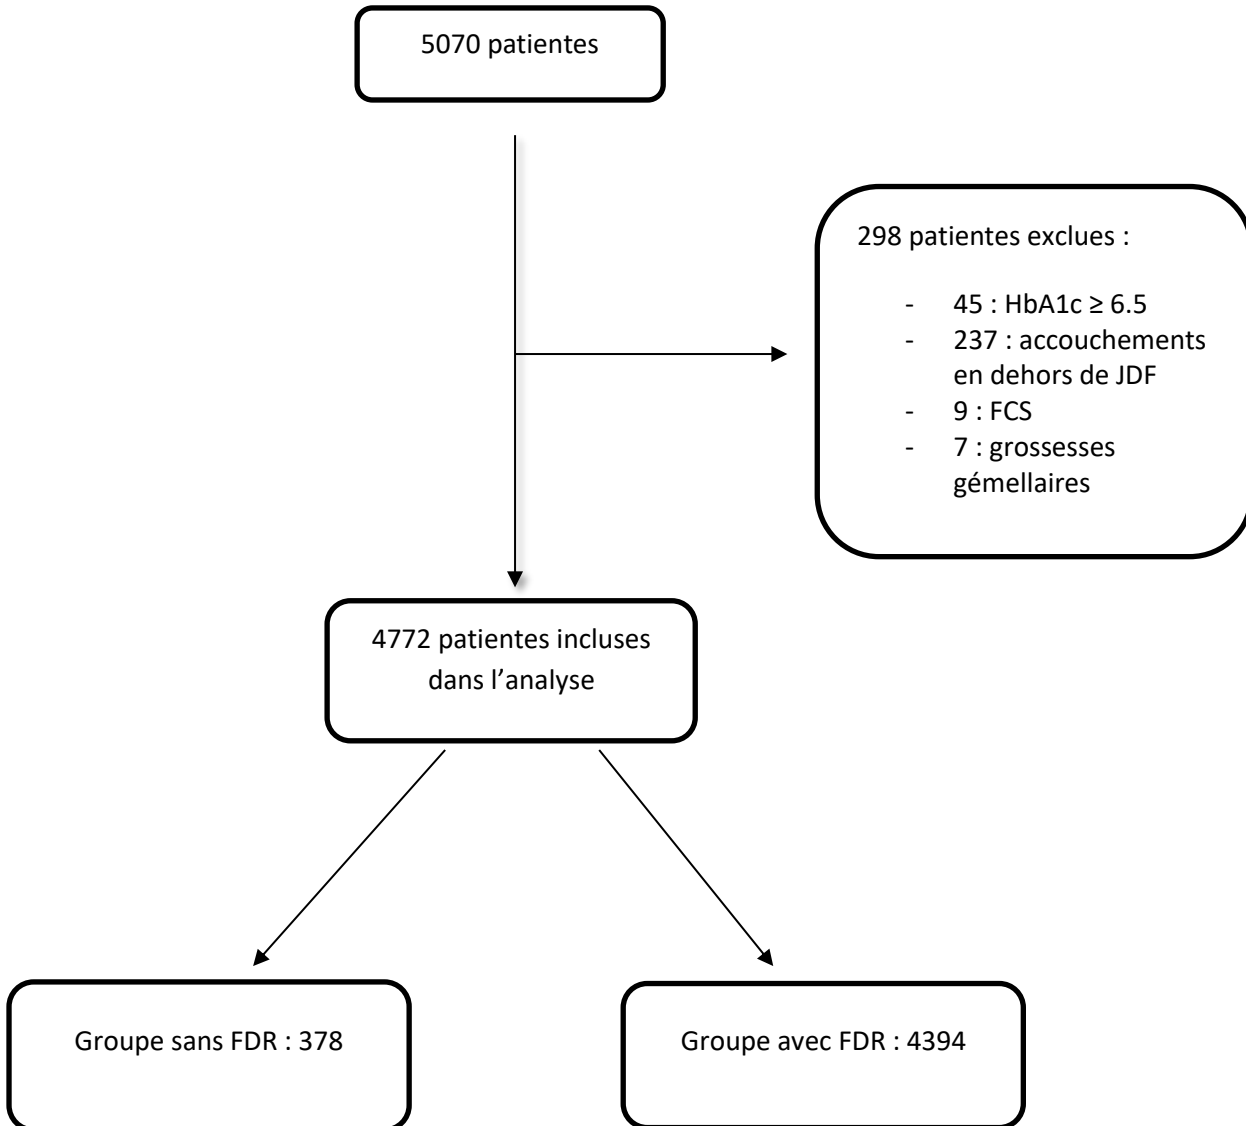 5070 patientes
298 patientes exclues :
- 45 : HbA1c ≥ 6.5
- 237 : accouchements
en dehors de JDF
- 9 : FCS
- 7 : grossesses
gémellaires
4772 patientes incluses
dans l’analyse
Groupe sans FDR : 378
Groupe avec FDR : 4394